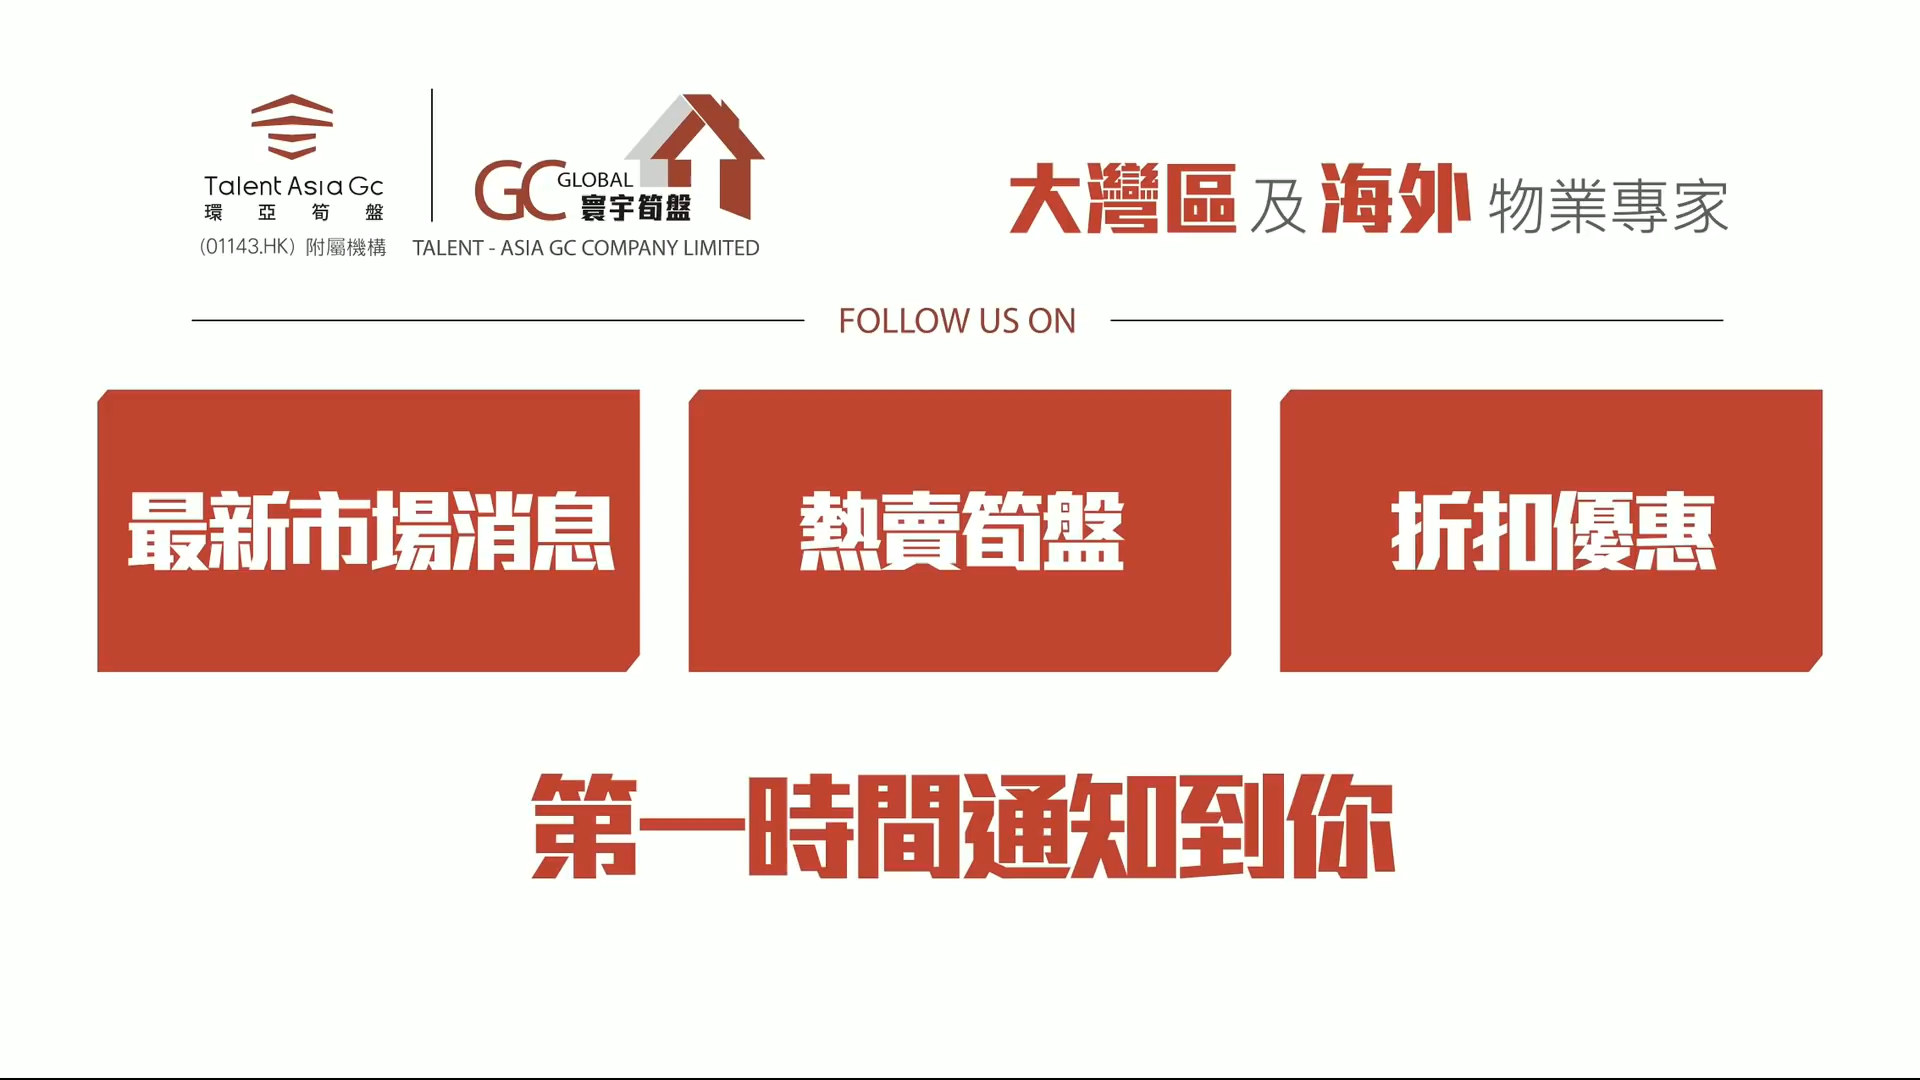 Talent Asia Gc
環亞筍盤
(01143.HK) 附屬機構
GC GLOBAL
寰宇筍盤
TALENT - ASIA GC COMPANY LIMITED
大灣區及海外物業專家
FOLLOW US ON
最新市場消息
熱賣筍盤
折扣優惠
第一時間通知到你